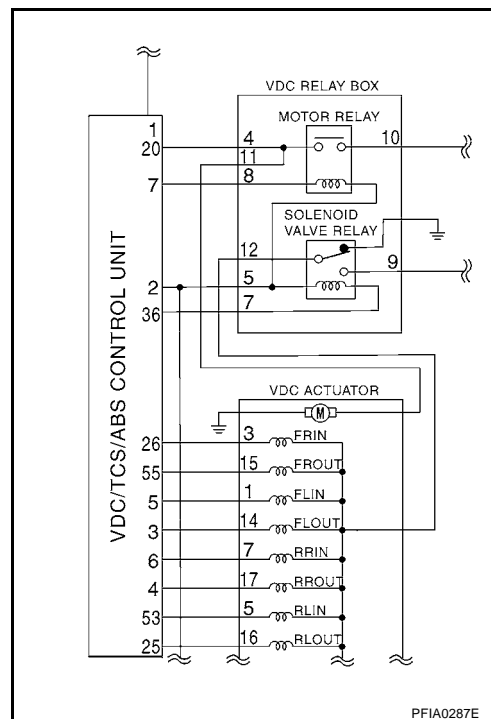 VDC RELAY BOX
MOTOR RELAY
1
20 4 10
11
7 8
SOLENOID
VALVE RELAY
12
9
2 5
36 7
VDC/TCS/ABS CONTROL UNIT
VDC ACTUATOR
M
26 3 FRIN
55 15 FROUT
5 1 FLIN
3 14 FLOUT
6 7 RRIN
4 17 RROUT
53 5 RLIN
25 16 RLOUT
PFIA0287E